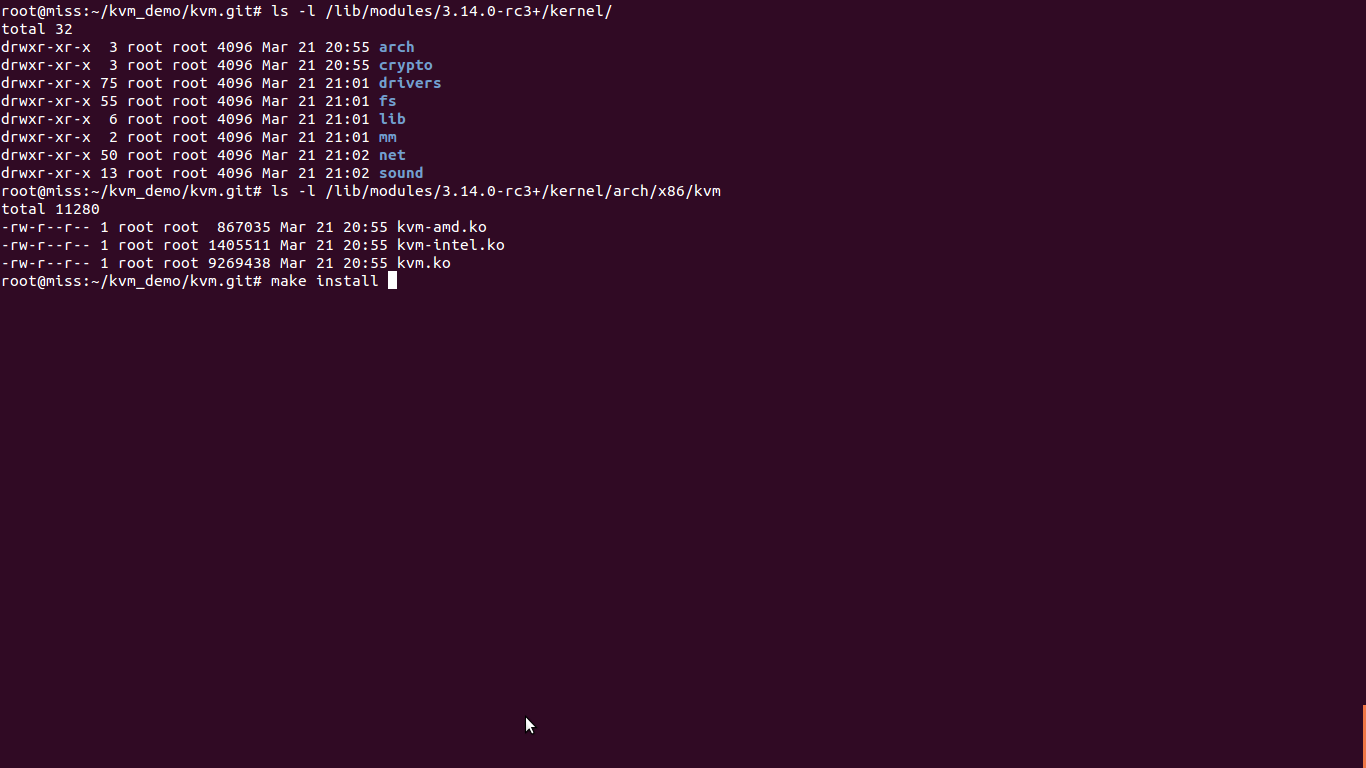 root@miss:~/kvm_demo/kvm.git# ls -l /lib/modules/3.14.0-rc3+/kernel/
total 32
drwxr-xr-x  3 root root 4096 Mar 21 20:55 arch
drwxr-xr-x  3 root root 4096 Mar 21 20:55 crypto
drwxr-xr-x 75 root root 4096 Mar 21 21:01 drivers
drwxr-xr-x 55 root root 4096 Mar 21 21:01 fs
drwxr-xr-x  6 root root 4096 Mar 21 21:01 lib
drwxr-xr-x  2 root root 4096 Mar 21 21:01 mm
drwxr-xr-x 50 root root 4096 Mar 21 21:02 net
drwxr-xr-x 13 root root 4096 Mar 21 21:02 sound
root@miss:~/kvm_demo/kvm.git# ls -l /lib/modules/3.14.0-rc3+/kernel/arch/x86/kvm
total 11280
-rw-r--r-- 1 root root  867035 Mar 21 20:55 kvm-amd.ko
-rw-r--r-- 1 root root 1405511 Mar 21 20:55 kvm-intel.ko
-rw-r--r-- 1 root root 9269438 Mar 21 20:55 kvm.ko
root@miss:~/kvm_demo/kvm.git# make install